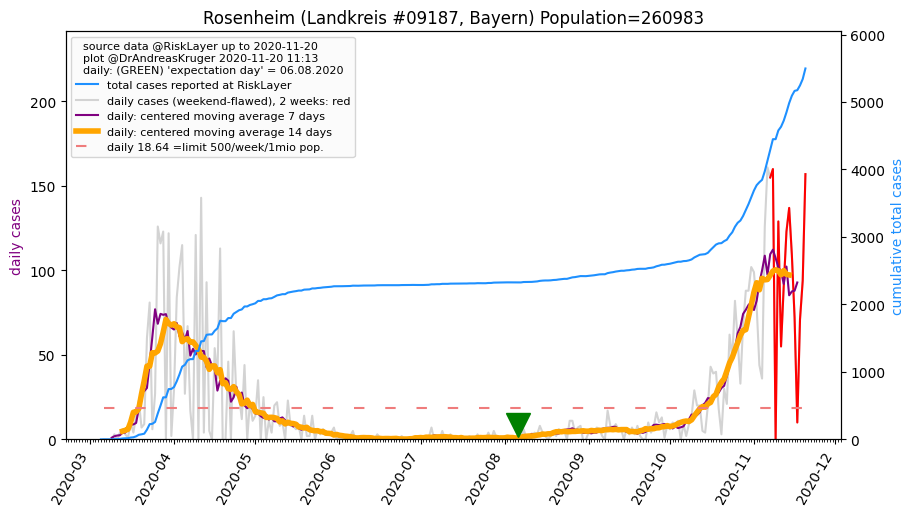 Rosenheim (Landkreis #09187, Bayern) Population=260983
source data @RiskLayer up to 2020-11-20
plot @DrAndreasKruger 2020-11-20 11:13
daily: (GREEN) 'expectation day' = 06.08.2020
total cases reported at RiskLayer
daily cases (weekend-flawed), 2 weeks: red
daily: centered moving average 7 days
daily: centered moving average 14 days
daily 18.64 =limit 500/week/1mio pop.
daily cases
0
50
100
150
200
cumulative total cases
0
1000
2000
3000
4000
5000
6000
2020-03
2020-04
2020-05
2020-06
2020-07
2020-08
2020-09
2020-10
2020-11
2020-12